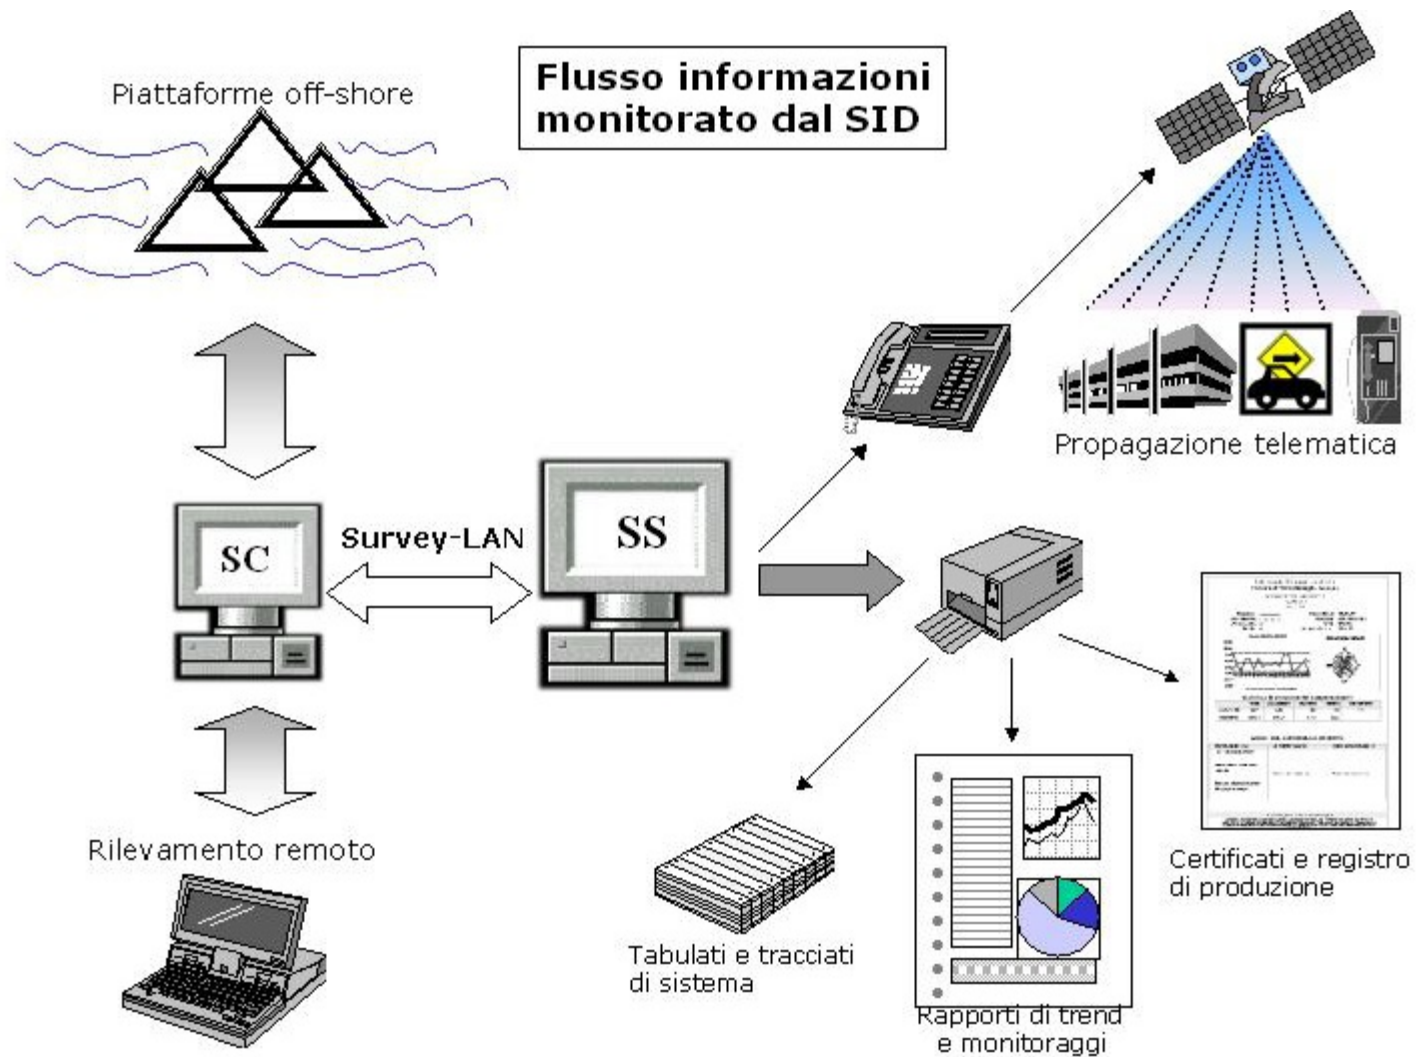 Flusso informazioni
monitorato dal SID
Piattaforme off-shore
Propagazione telematica
SC
Survey-LAN
SS
Rilevamento remoto
Certificati e registro
di produzione
Tabulati e tracciati
di sistema
Rapporti di trend
e monitoraggi